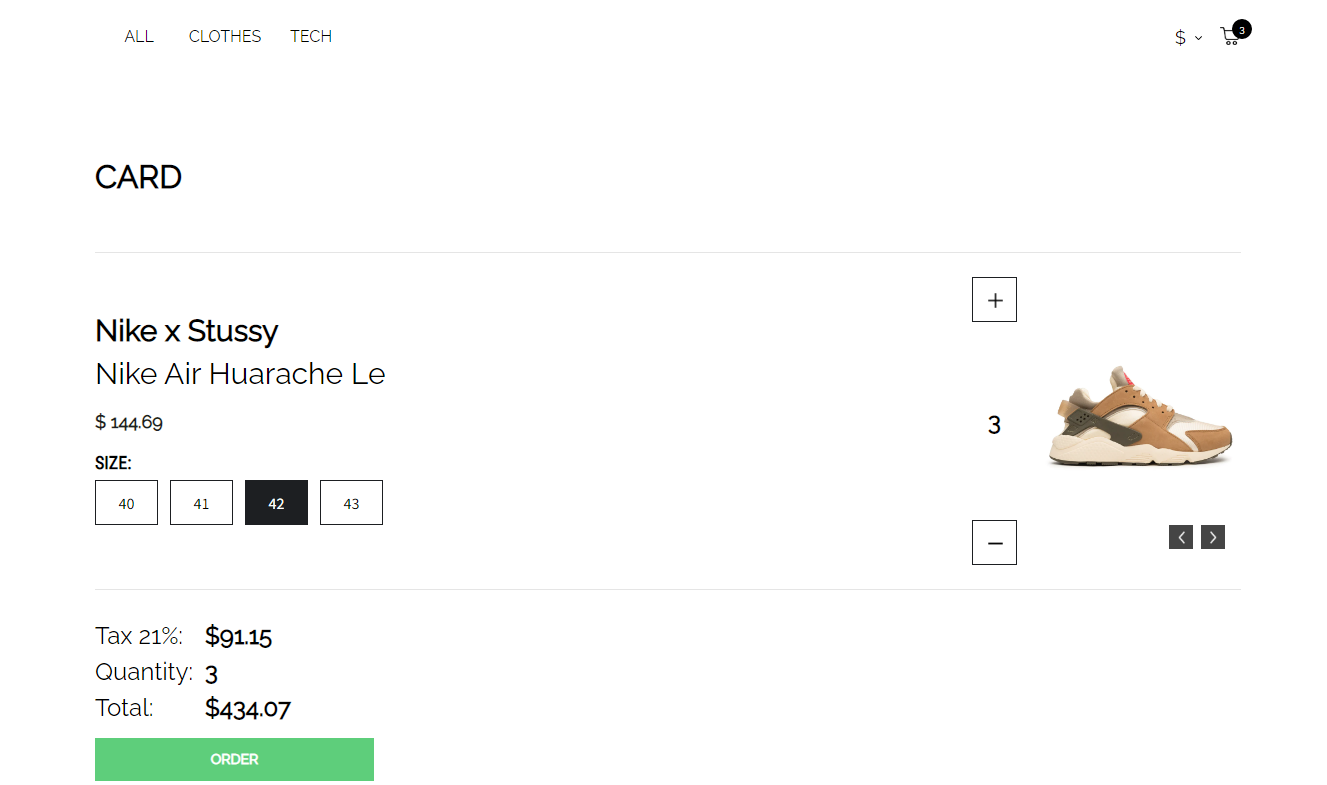 ALL CLOTHES TECH $ 3
CARD
Nike x Stussy
Nike Air Huarache Le
$ 144.69
SIZE:
40 41 42 43
+
3
−
Tax 21%: $91.15
Quantity: 3
Total: $434.07
ORDER